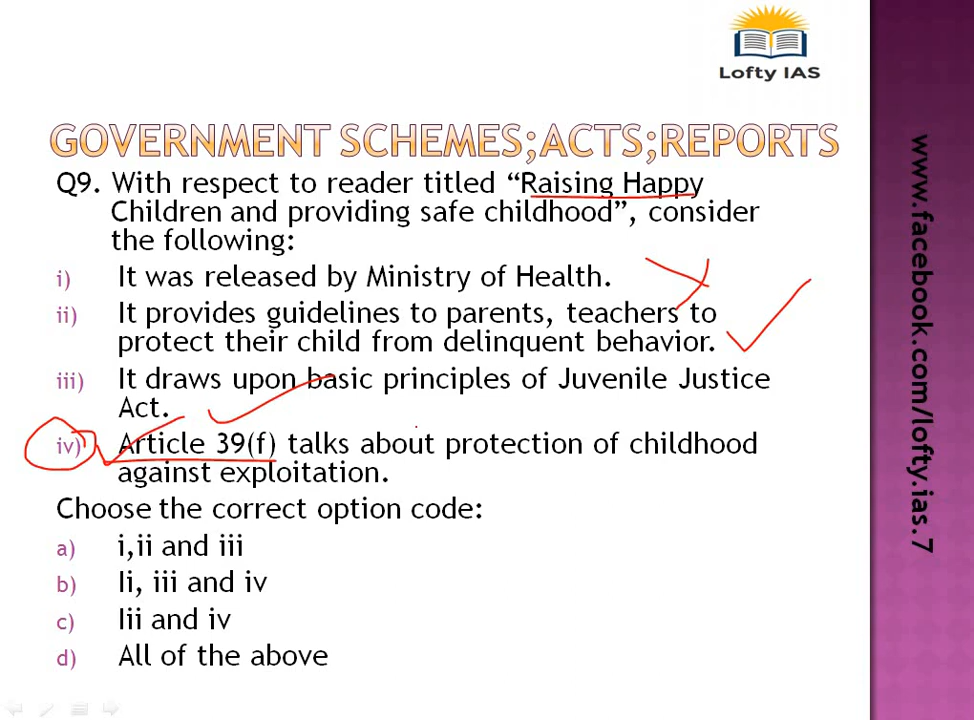 Lofty IAS
GOVERNMENT SCHEMES;ACTS;REPORTS
Q9. With respect to reader titled “Raising Happy
Children and providing safe childhood”, consider
the following:
i) It was released by Ministry of Health.
ii) It provides guidelines to parents, teachers to
protect their child from delinquent behavior.
iii) It draws upon basic principles of Juvenile Justice
Act.
iv) Article 39(f) talks about protection of childhood
against exploitation.
Choose the correct option code:
a) i,ii and iii
b) Ii, iii and iv
c) Iii and iv
d) All of the above
www.facebook.com/lofty.ias.7